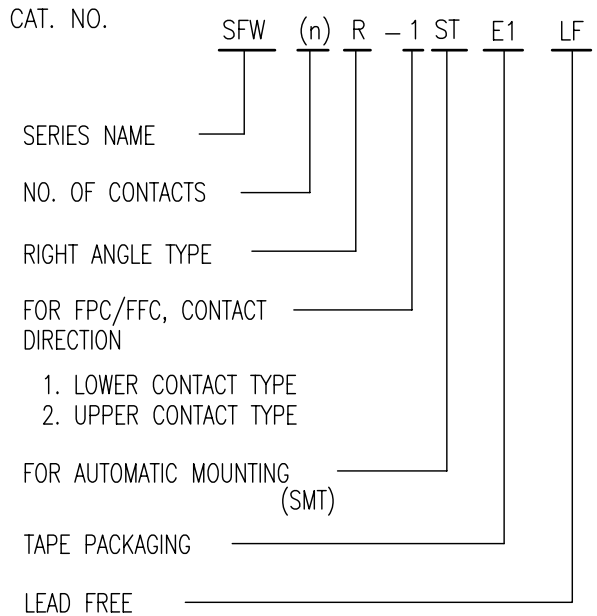 CAT. NO.
SFW (n) R - 1 ST E1 LF
SERIES NAME
NO. OF CONTACTS
RIGHT ANGLE TYPE
FOR FPC/FFC, CONTACT
DIRECTION
1. LOWER CONTACT TYPE
2. UPPER CONTACT TYPE
FOR AUTOMATIC MOUNTING
(SMT)
TAPE PACKAGING
LEAD FREE